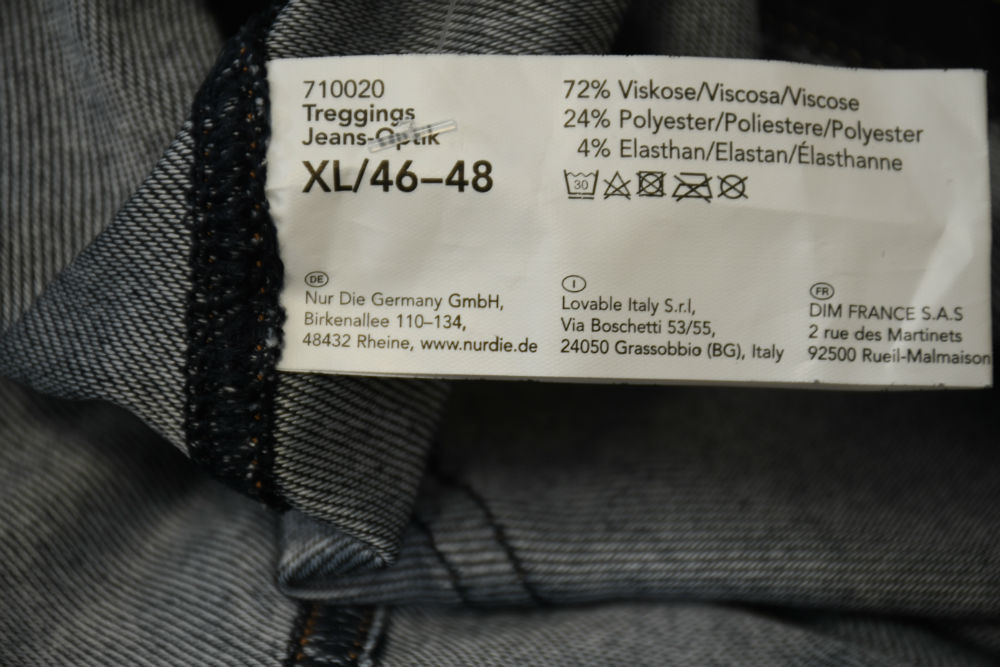 710020
Treggings
Jeans-Optik
XL/46–48
72% Viskose/Viscosa/Viscose
24% Polyester/Poliestere/Polyester
4% Elasthan/Elastan/Élasthanne
30
DE
Nur Die Germany GmbH,
Birkenallee 110–134,
48432 Rheine, www.nurdie.de
I
Lovable Italy S.r.l,
Via Boschetti 53/55,
24050 Grassobbio (BG), Italy
FR
DIM FRANCE S.A.S
2 rue des Martinets
92500 Rueil-Malmaison